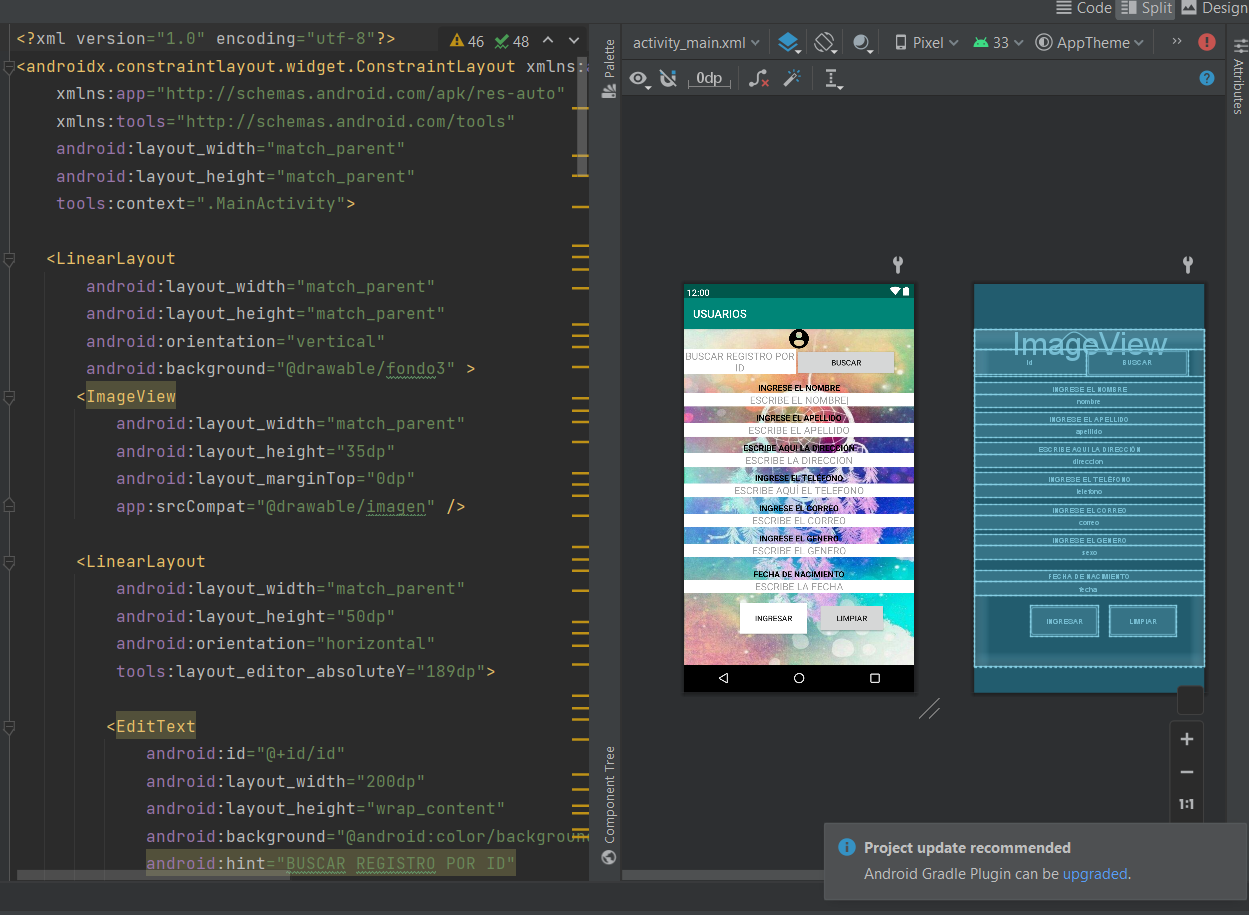 Code Split Design
<?xml version="1.0" encoding="utf-8"?>
46 48
<androidx.constraintlayout.widget.ConstraintLayout xmlns:
xmlns:app="http://schemas.android.com/apk/res-auto"
xmlns:tools="http://schemas.android.com/tools"
android:layout_width="match_parent"
android:layout_height="match_parent"
tools:context=".MainActivity">
<LinearLayout
android:layout_width="match_parent"
android:layout_height="match_parent"
android:orientation="vertical"
android:background="@drawable/fondo3" >
<ImageView
android:layout_width="match_parent"
android:layout_height="35dp"
android:layout_marginTop="0dp"
app:srcCompat="@drawable/imagen" />
<LinearLayout
android:layout_width="match_parent"
android:layout_height="50dp"
android:orientation="horizontal"
tools:layout_editor_absoluteY="189dp">
<EditText
android:id="@+id/id"
android:layout_width="200dp"
android:layout_height="wrap_content"
android:background="@android:color/backgroun
android:hint="BUSCAR REGISTRO POR ID"
Palette
Component Tree
activity_main.xml Pixel 33 AppTheme
0dp
Attributes
12:00
USUARIOS
BUSCAR REGISTRO POR
ID
BUSCAR
INGRESE EL NOMBRE
ESCRIBE EL NOMBRE|
INGRESE EL APELLIDO
ESCRIBE EL APELLIDO
ESCRIBE AQUI LA DIRECCIÓN
ESCRIBE LA DIRECCION
INGRESE EL TELEFONO
ESCRIBE AQUÍ EL TELEFONO
INGRESE EL CORREO
ESCRIBE EL CORREO
INGRESE EL GENERO
ESCRIBE EL GENERO
FECHA DE NACIMIENTO
ESCRIBE LA FECHA
INGRESAR LIMPIAR
ImageView
id BUSCAR
INGRESE EL NOMBRE
nombre
INGRESE EL APELLIDO
apellido
ESCRIBE AQUI LA DIRECCIÓN
direccion
INGRESE EL TELEFONO
telefono
INGRESE EL CORREO
correo
INGRESE EL GENERO
sexo
FECHA DE NACIMIENTO
fecha
INGRESAR LIMPIAR
1:1
Project update recommended
Android Gradle Plugin can be upgraded.